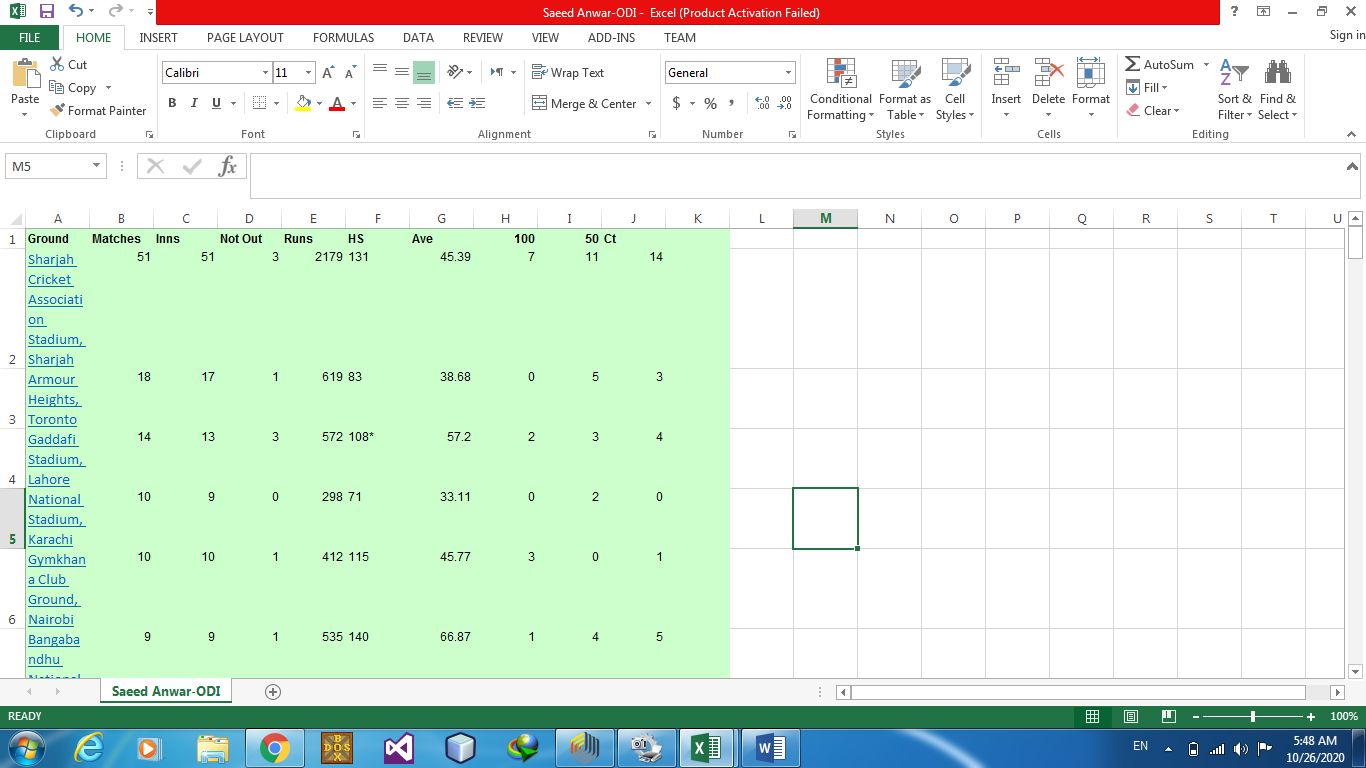 Saeed Anwar-ODI - Excel (Product Activation Failed)
?
FILE HOME INSERT PAGE LAYOUT FORMULAS DATA REVIEW VIEW ADD-INS TEAM Sign in
Cut
Copy
Format Painter
Paste
Clipboard
Calibri 11
B I U
Font
Wrap Text
Merge & Center
Alignment
General
$ % ,
Number
Conditional Formatting
Format as Table
Cell Styles
Styles
Insert Delete Format
Cells
AutoSum
Fill
Clear
Sort & Filter
Find & Select
Editing
M5 fx
A B C D E F G H I J K L M N O P Q R S T U
1 Ground Matches Inns Not Out Runs HS Ave 100 50 Ct
Sharjah 51 51 3 2179 131 45.39 7 11 14
Cricket
Associati
on
Stadium,
2 Sharjah
Armour 18 17 1 619 83 38.68 0 5 3
Heights,
3 Toronto
Gaddafi 14 13 3 572 108* 57.2 2 3 4
Stadium,
4 Lahore
National 10 9 0 298 71 33.11 0 2 0
Stadium,
5 Karachi
Gymkhan 10 10 1 412 115 45.77 3 0 1
a Club
Ground,
6 Nairobi
Bangaba 9 9 1 535 140 66.87 1 4 5
ndhu
National
Saeed Anwar-ODI
READY 100%
EN 5:48 AM
10/26/2020